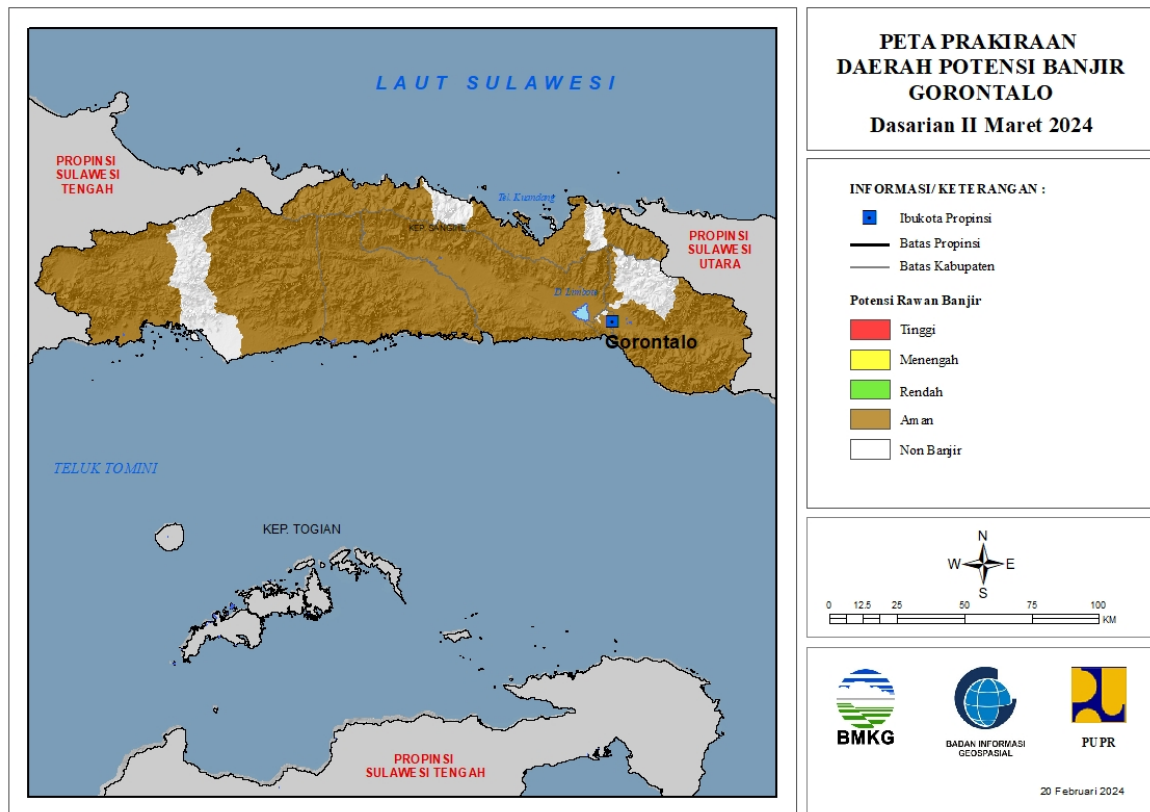 LAUT SULAWESI
PROPINSI
SULAWESI
TENGAH
Tel. Kuandang
KEP. SANGIHE
PROPINSI
SULAWESI
UTARA
D. Limboto
Gorontalo
TELUK TOMINI
KEP. TOGIAN
PROPINSI
SULAWESI TENGAH
PETA PRAKIRAAN
DAERAH POTENSI BANJIR
GORONTALO
Dasarian II Maret 2024
INFORMASI/ KETERANGAN :
Ibukota Propinsi
Batas Propinsi
Batas Kabupaten
Potensi Rawan Banjir
Tinggi
Menengah
Rendah
Aman
Non Banjir
N
W E
S
0 12.5 25 50 75 100
KM
BMKG
BADAN INFORMASI
GEOSPASIAL
PUPR
20 Februari 2024